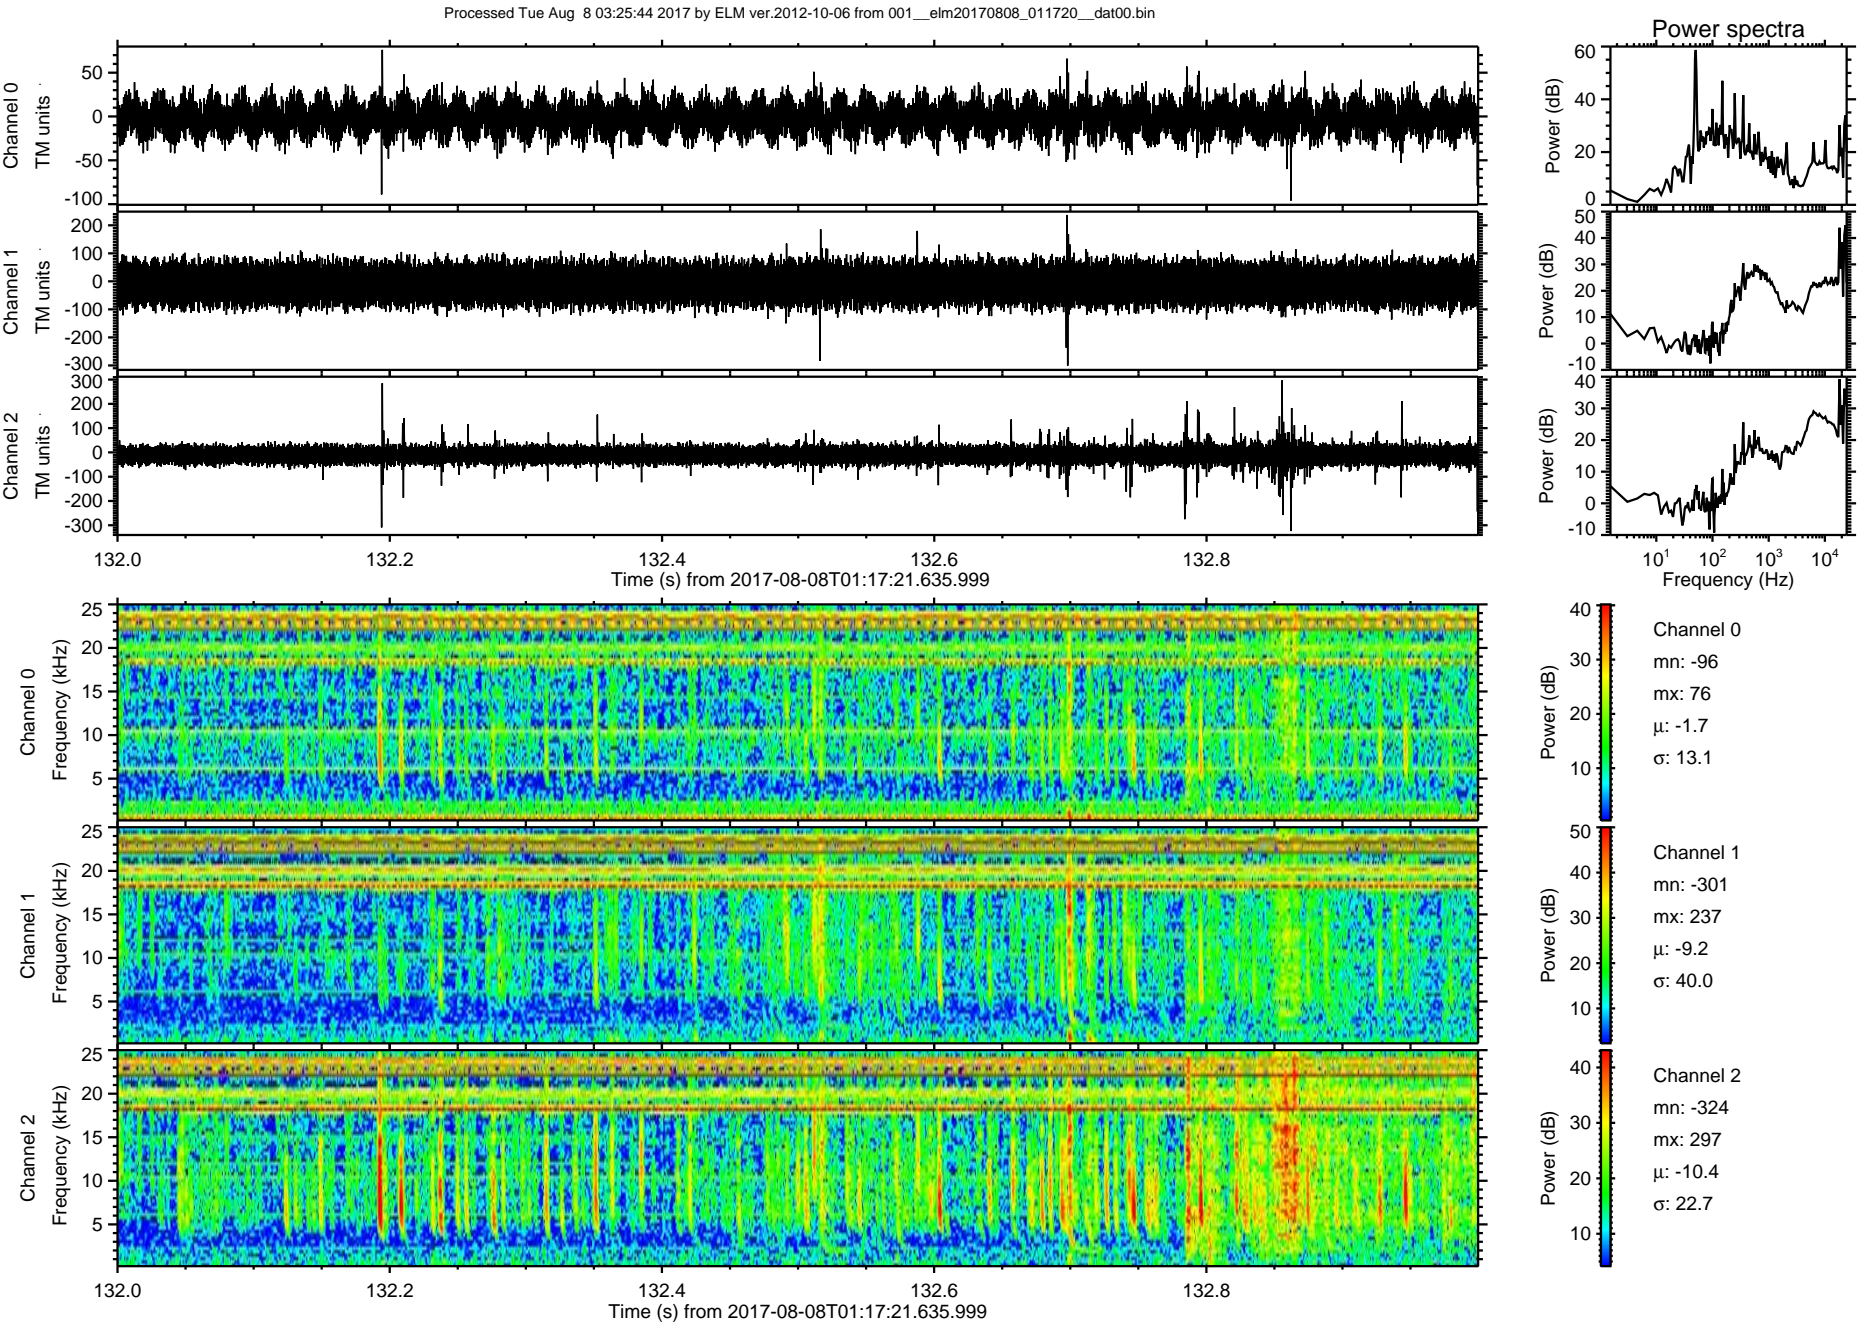 Processed Tue Aug  8 03:25:44 2017 by ELM ver.2012-10-06 from 001__elm20170808_011720__dat00.bin
Power spectra
Channel 0
TM units
50
0
-50
-100
Power (dB)
60
40
20
0
Channel 1
TM units
200
100
0
-100
-200
-300
Power (dB)
50
40
30
20
10
0
-10
Channel 2
TM units
300
200
100
0
-100
-200
-300
Power (dB)
40
30
20
10
0
-10
132.0 132.2 132.4 132.6 132.8
Time (s) from 2017-08-08T01:17:21.635.999
10¹ 10² 10³ 10⁴
Frequency (Hz)
Channel 0
Frequency (kHz)
25
20
15
10
5
Power (dB)
40
30
20
10
Channel 0
mn: -96
mx: 76
μ: -1.7
σ: 13.1
Channel 1
Frequency (kHz)
25
20
15
10
5
Power (dB)
50
40
30
20
10
Channel 1
mn: -301
mx: 237
μ: -9.2
σ: 40.0
Channel 2
Frequency (kHz)
25
20
15
10
5
Power (dB)
40
30
20
10
Channel 2
mn: -324
mx: 297
μ: -10.4
σ: 22.7
132.0 132.2 132.4 132.6 132.8
Time (s) from 2017-08-08T01:17:21.635.999